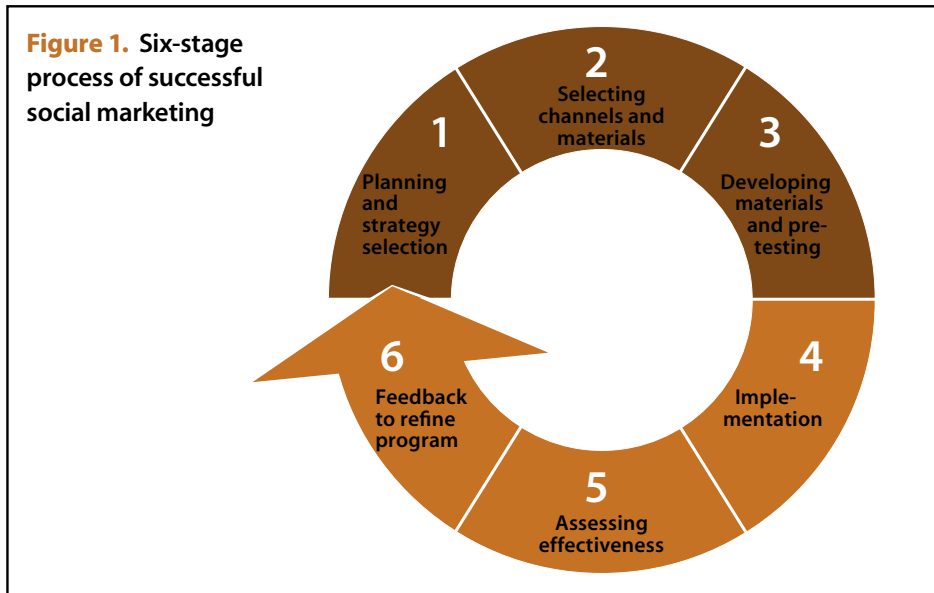 Figure 1. Six-stage
process of successful
social marketing
1
Planning
and
strategy
selection
2
Selecting
channels and
materials
3
Developing
materials
and pre-
testing
4
Imple-
mentation
5
Assessing
effectiveness
6
Feedback
to refine
program